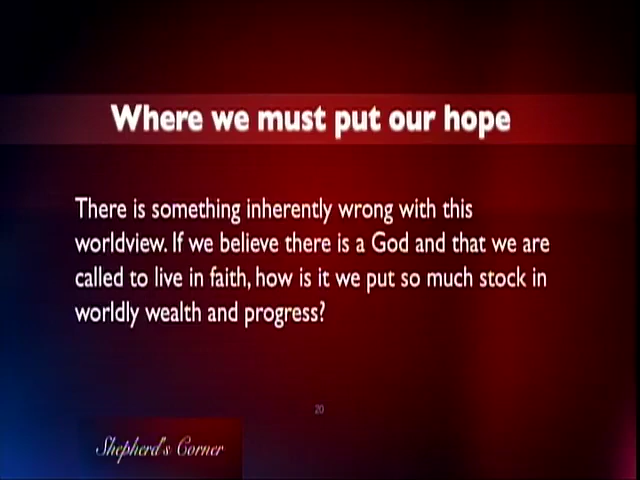 Where we must put our hope
There is something inherently wrong with this
worldview. If we believe there is a God and that we are
called to live in faith, how is it we put so much stock in
worldly wealth and progress?
20
Shepherd's Corner